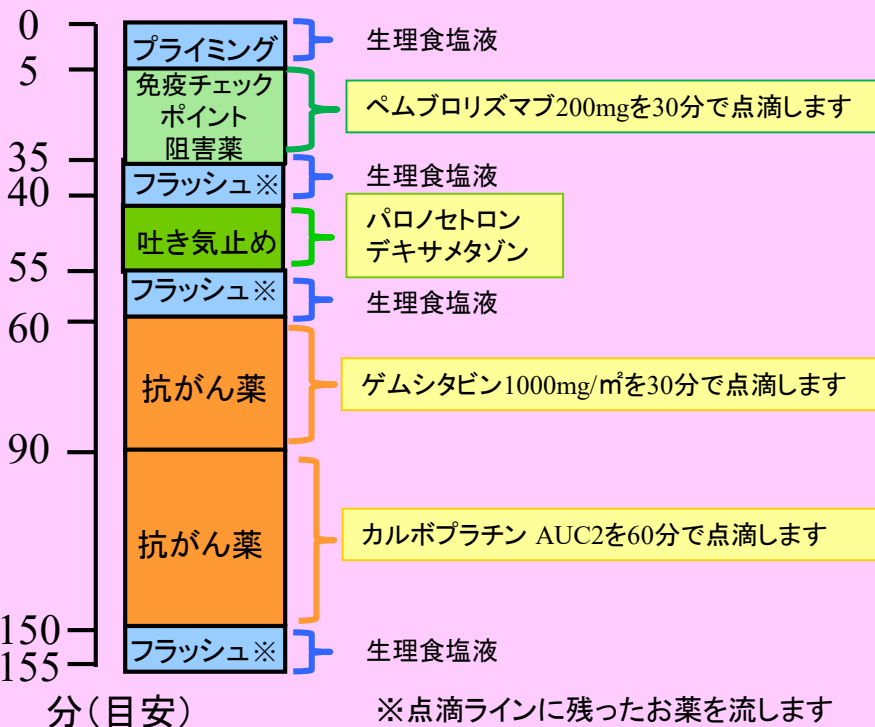 0
プライミング
生理食塩液
5
免疫チェック
ポイント
阻害薬
ペムブロリズマブ200mgを30分で点滴します
35
フラッシュ※
生理食塩液
40
吐き気止め
パロノセトロン
デキサメタゾン
55
フラッシュ※
生理食塩液
60
抗がん薬
ゲムシタビン1000mg/㎡を30分で点滴します
90
抗がん薬
カルボプラチン AUC2を60分で点滴します
150
フラッシュ※
生理食塩液
155
分(目安)
※点滴ラインに残ったお薬を流します